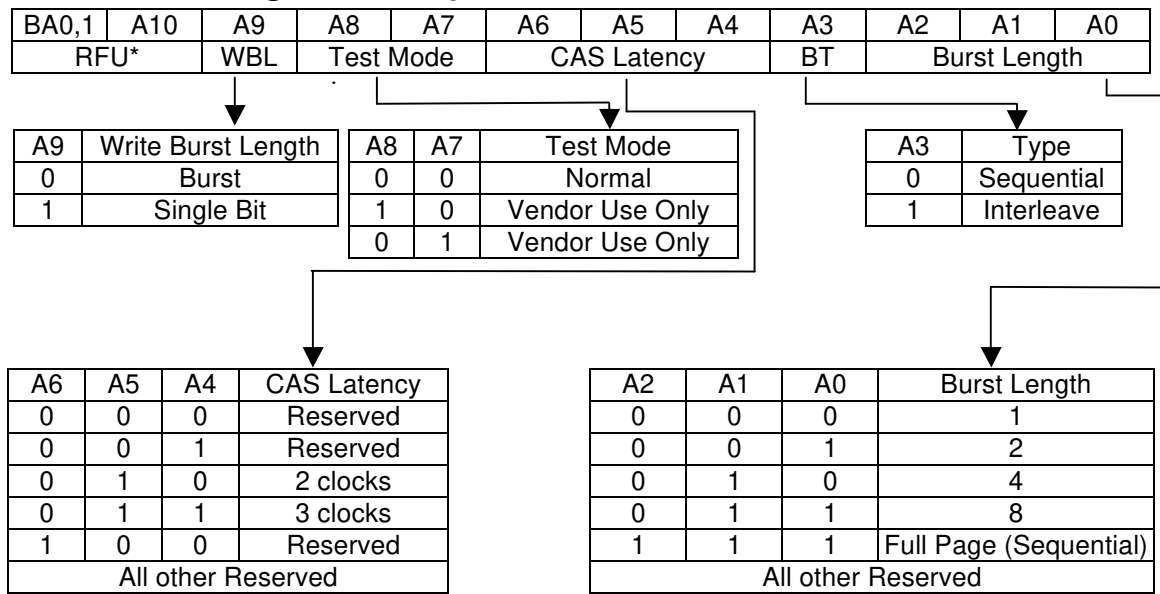 BA0,1 A10 A9 A8 A7 A6 A5 A4 A3 A2 A1 A0
RFU* WBL Test Mode CAS Latency BT Burst Length
A9 Write Burst Length
0 Burst
1 Single Bit
A8 A7 Test Mode
0 0 Normal
1 0 Vendor Use Only
0 1 Vendor Use Only
A3 Type
0 Sequential
1 Interleave
A6 A5 A4 CAS Latency
0 0 0 Reserved
0 0 1 Reserved
0 1 0 2 clocks
0 1 1 3 clocks
1 0 0 Reserved
All other Reserved
A2 A1 A0 Burst Length
0 0 0 1
0 0 1 2
0 1 0 4
0 1 1 8
1 1 1 Full Page (Sequential)
All other Reserved